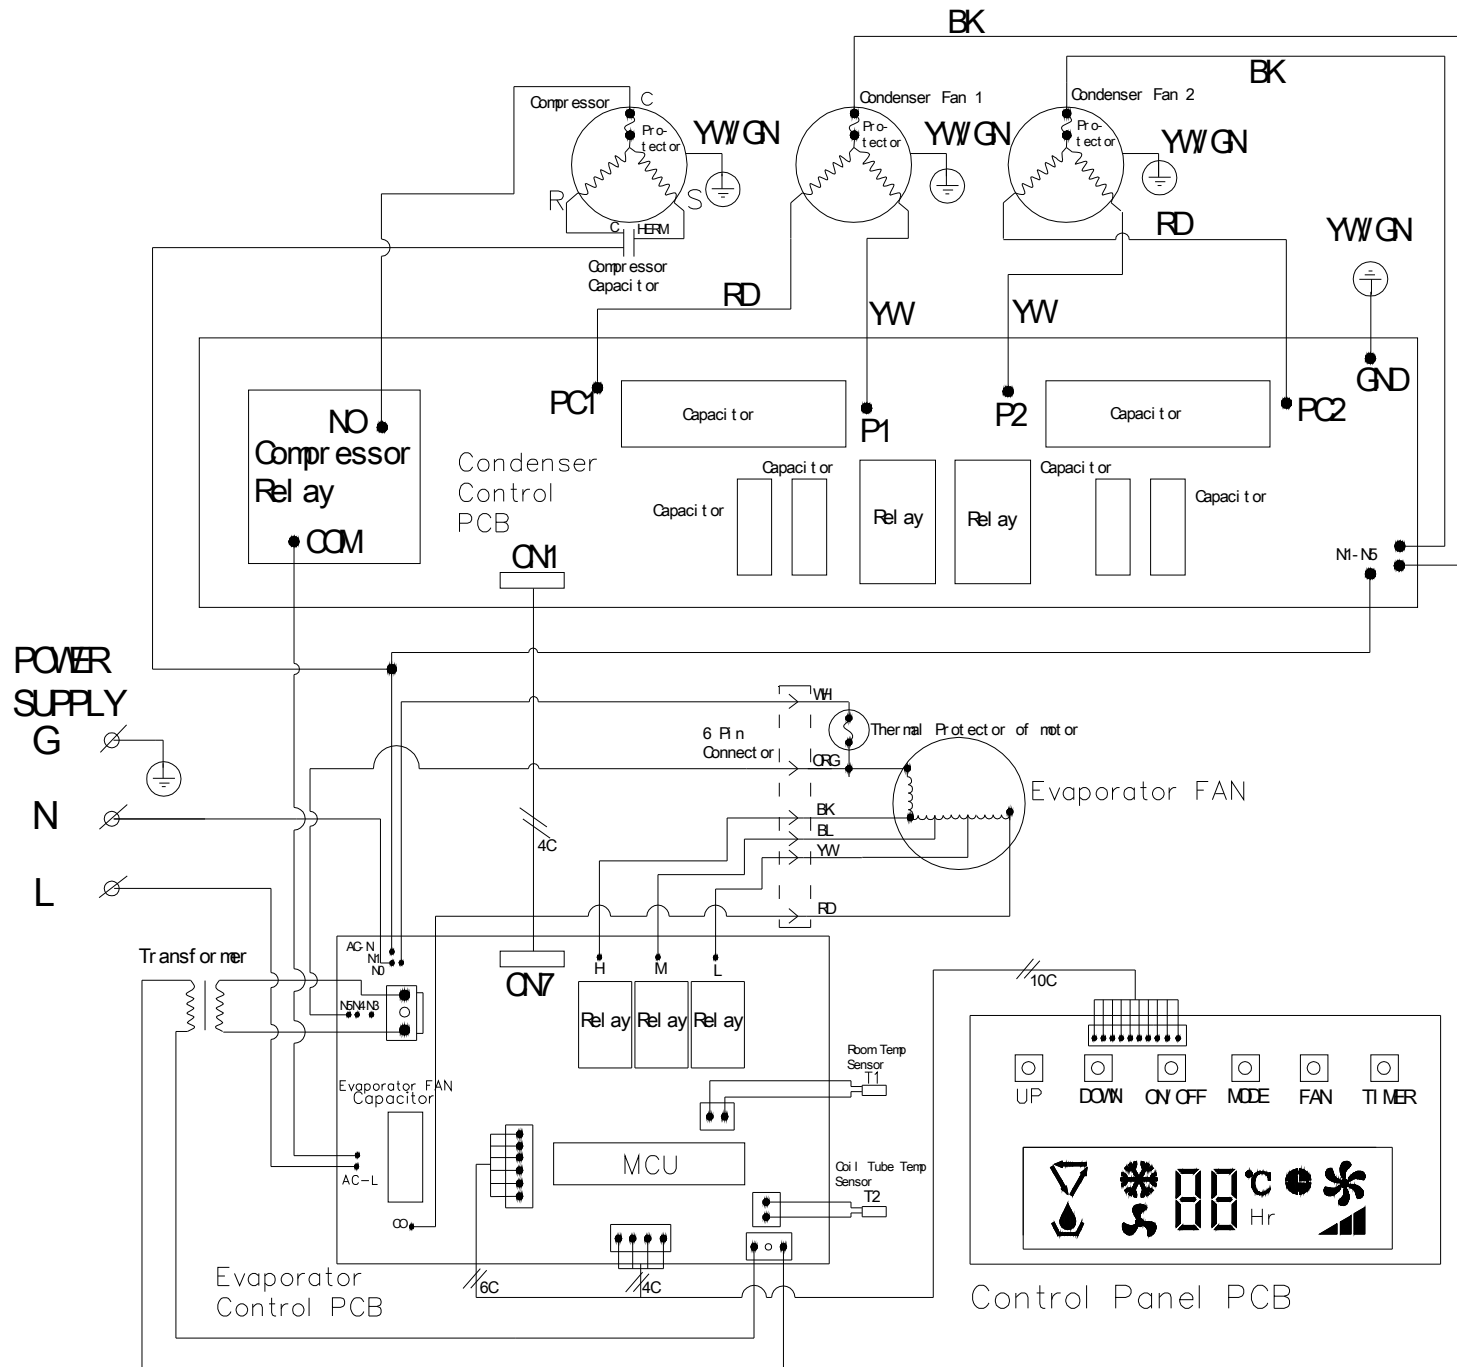 BK
BK
Compressor
C
Pro-
tector
YW/GN
R
S
C
HERM
Compressor
Capacitor
Condenser Fan 1
Pro-
tector
YW/GN
Condenser Fan 2
Pro-
tector
YW/GN
RD
YW
YW
RD
YW/GN
GND
PC1
Capacitor
P1
P2
Capacitor
PC2
NO
Compressor
Relay
COM
Condenser
Control
PCB
CN1
Capacitor
Capacitor
Relay
Relay
Capacitor
Capacitor
N1-N5
POWER
SUPPLY
G
N
L
6 Pin
Connector
WH
Thermal Protector of motor
ORG
BK
BL
YW
RD
Evaporator FAN
4C
Transformer
AC-N
N1
N0
CN7
H
M
L
Relay
Relay
Relay
N5
N4
N3
Evaporator FAN
Capacitor
AC-L
CO
Room Temp
Sensor
T1
MCU
Coil Tube Temp
Sensor
T2
6C
4C
Evaporator
Control PCB
10C
UP
DOWN
ON/OFF
MODE
FAN
TIMER
88
°C
Hr
Control Panel PCB